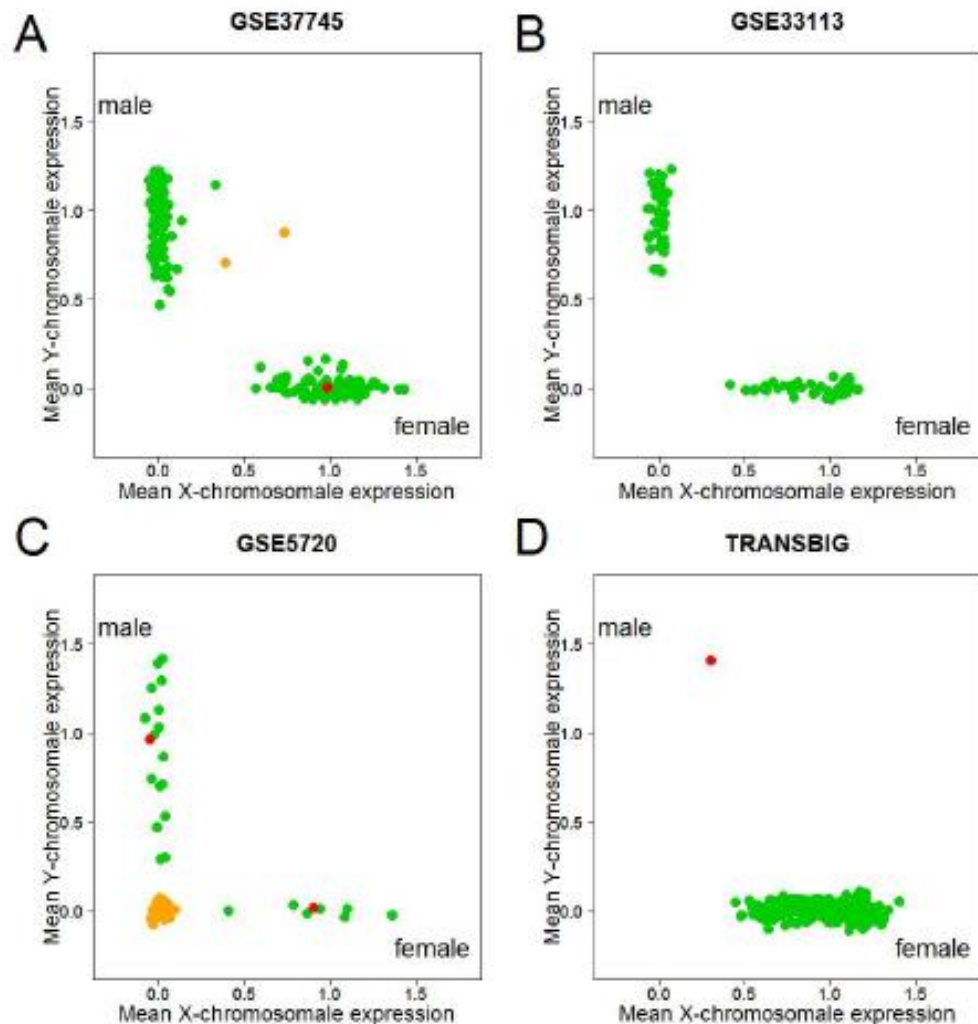 A
GSE37745
Mean Y-chromosomale expression
male
1.5
1.0
0.5
0.0
female
0.0 0.5 1.0 1.5
Mean X-chromosomale expression
B
GSE33113
Mean Y-chromosomale expression
male
1.5
1.0
0.5
0.0
female
0.0 0.5 1.0 1.5
Mean X-chromosomale expression
C
GSE5720
Mean Y-chromosomale expression
male
1.5
1.0
0.5
0.0
female
0.0 0.5 1.0 1.5
Mean X-chromosomale expression
D
TRANSBIG
Mean Y-chromosomale expression
male
1.5
1.0
0.5
0.0
female
0.0 0.5 1.0 1.5
Mean X-chromosomale expression